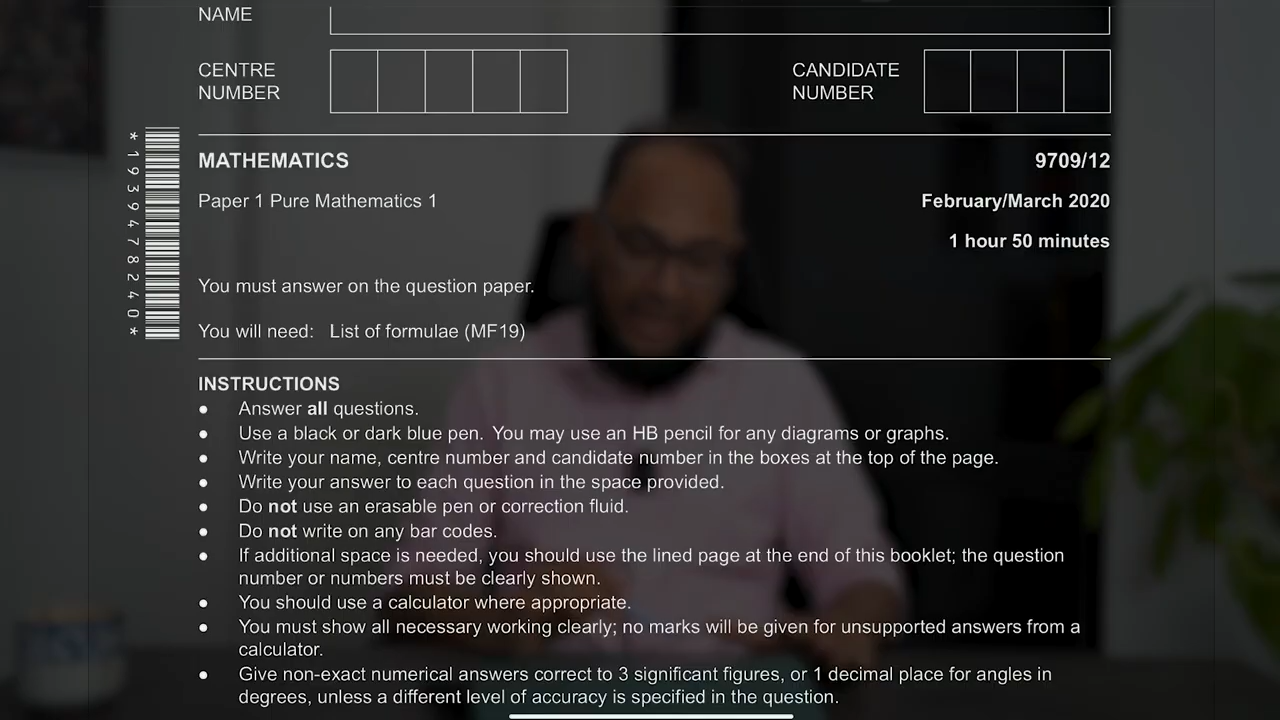 NAME
CENTRE
NUMBER
CANDIDATE
NUMBER
*1939478240*
MATHEMATICS
9709/12
Paper 1 Pure Mathematics 1
February/March 2020
1 hour 50 minutes
You must answer on the question paper.
You will need: List of formulae (MF19)
INSTRUCTIONS
● Answer all questions.
● Use a black or dark blue pen. You may use an HB pencil for any diagrams or graphs.
● Write your name, centre number and candidate number in the boxes at the top of the page.
● Write your answer to each question in the space provided.
● Do not use an erasable pen or correction fluid.
● Do not write on any bar codes.
● If additional space is needed, you should use the lined page at the end of this booklet; the question
number or numbers must be clearly shown.
● You should use a calculator where appropriate.
● You must show all necessary working clearly; no marks will be given for unsupported answers from a
calculator.
● Give non-exact numerical answers correct to 3 significant figures, or 1 decimal place for angles in
degrees, unless a different level of accuracy is specified in the question.